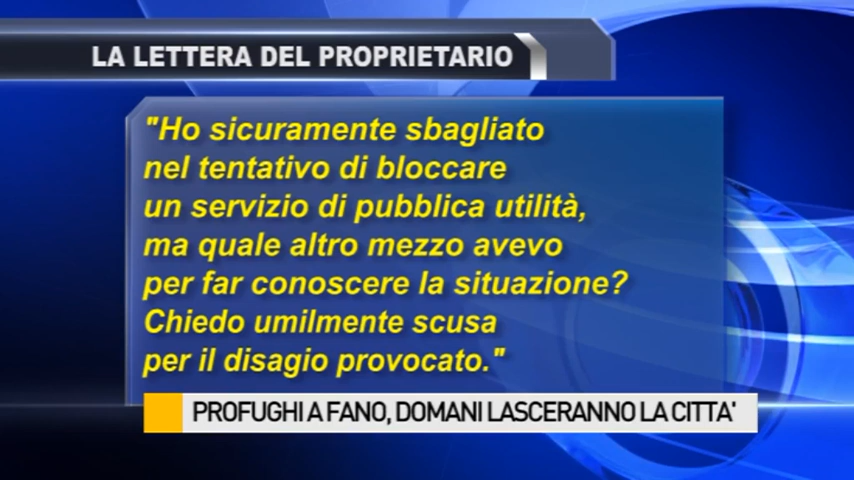 LA LETTERA DEL PROPRIETARIO
"Ho sicuramente sbagliato
nel tentativo di bloccare
un servizio di pubblica utilità,
ma quale altro mezzo avevo
per far conoscere la situazione?
Chiedo umilmente scusa
per il disagio provocato."
PROFUGHI A FANO, DOMANI LASCERANNO LA CITTA'